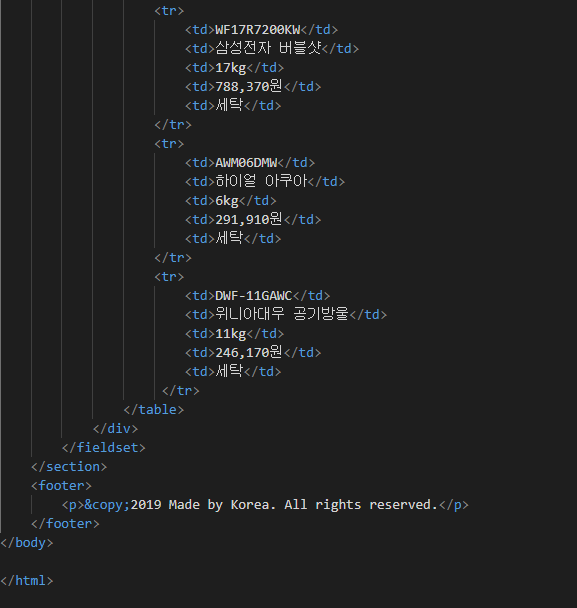 <tr>
<td>WF17R7200KW</td>
<td>삼성전자 버블샷</td>
<td>17kg</td>
<td>788,370원</td>
<td>세탁</td>
</tr>
<tr>
<td>AWM06DMW</td>
<td>하이얼 아쿠아</td>
<td>6kg</td>
<td>291,910원</td>
<td>세탁</td>
</tr>
<tr>
<td>DWF-11GAWC</td>
<td>위니아대우 공기방울</td>
<td>11kg</td>
<td>246,170원</td>
<td>세탁</td>
</tr>
</table>
</div>
</fieldset>
</section>
<footer>
<p>&copy;2019 Made by Korea. All rights reserved.</p>
</footer>
</body>
</html>